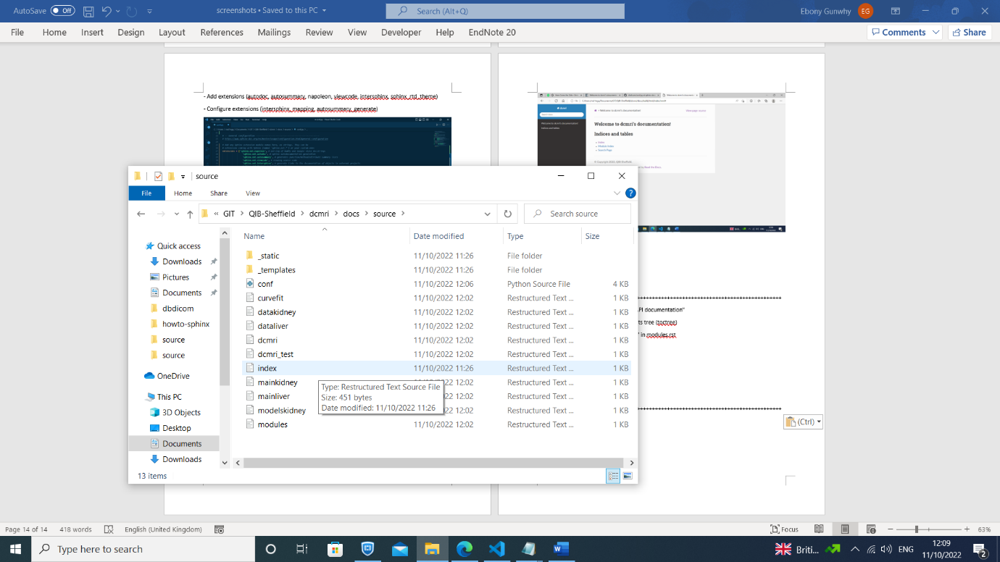 AutoSave Off
screenshots • Saved to this PC
Search (Alt+Q)
Ebony Gunwhy EG
File Home Insert Design Layout References Mailings Review View Developer Help EndNote 20
Comments Share
- Add extensions (autodoc, autosummary, napoleon, viewcode, intersphinx, sphinx_rtd_theme)
- Configure extensions (intersphinx_mapping, autosummary_generate)
Welcome to dcmri's documentation!
Indices and tables
source
File Home Share View
« GIT QIB-Sheffield dcmri docs source
Search source
Name Date modified Type Size
Quick access
Downloads
Pictures
Documents
dbdicom
howto-sphinx
source
source
OneDrive
This PC
3D Objects
Desktop
Documents
Downloads
_static 11/10/2022 11:26 File folder
_templates 11/10/2022 11:26 File folder
conf 11/10/2022 12:06 Python Source File 4 KB
curvefit 11/10/2022 12:02 Restructured Text ... 1 KB
datakidney 11/10/2022 12:02 Restructured Text ... 1 KB
dataliver 11/10/2022 12:02 Restructured Text ... 1 KB
dcmri 11/10/2022 12:02 Restructured Text ... 1 KB
dcmri_test 11/10/2022 12:02 Restructured Text ... 1 KB
index 11/10/2022 11:26 Restructured Text ... 1 KB
mainkidney 11/10/2022 12:02 Restructured Text ... 1 KB
mainliver 12:02 Restructured Text ... 1 KB
modelskidney 12:02 Restructured Text ... 1 KB
modules 11/10/2022 12:02 Restructured Text ... 1 KB
Type: Restructured Text Source File
Size: 451 bytes
Date modified: 11/10/2022 11:26
13 items
PI documentation"
ts tree (toctree)
" in modules.rst
(Ctrl)
Page 14 of 14 418 words English (United Kingdom)
Focus 63%
Type here to search
Briti... ENG 12:09
11/10/2022
2